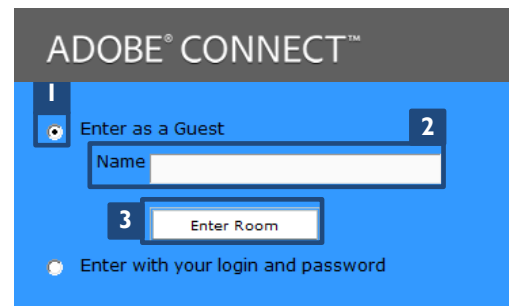 ADOBE® CONNECT™
1
Enter as a Guest
2
Name
3
Enter Room
Enter with your login and password